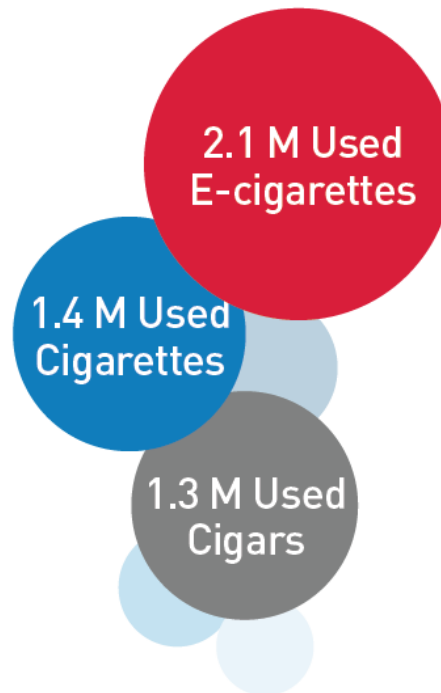 2.1 M Used
E-cigarettes
1.4 M Used
Cigarettes
1.3 M Used
Cigars